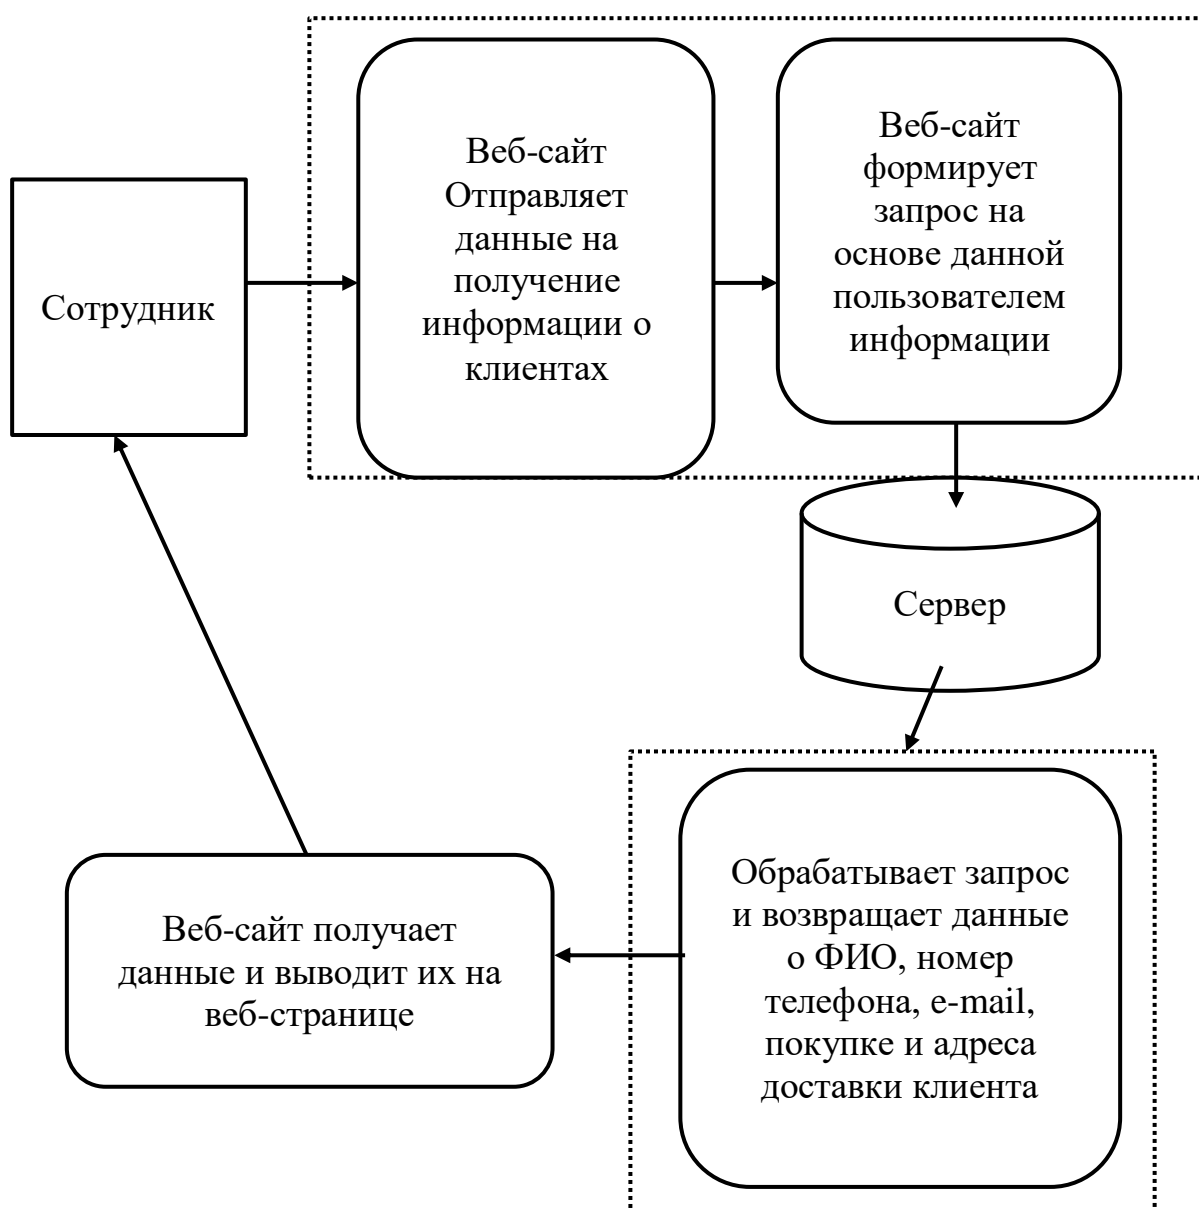 Сотрудник
Веб-сайт
Отправляет
данные на
получение
информации о
клиентах
Веб-сайт
формирует
запрос на
основе данной
пользователем
информации
Сервер
Обрабатывает запрос
и возвращает данные
о ФИО, номер
телефона, e-mail,
покупке и адреса
доставки клиента
Веб-сайт получает
данные и выводит их на
веб-странице